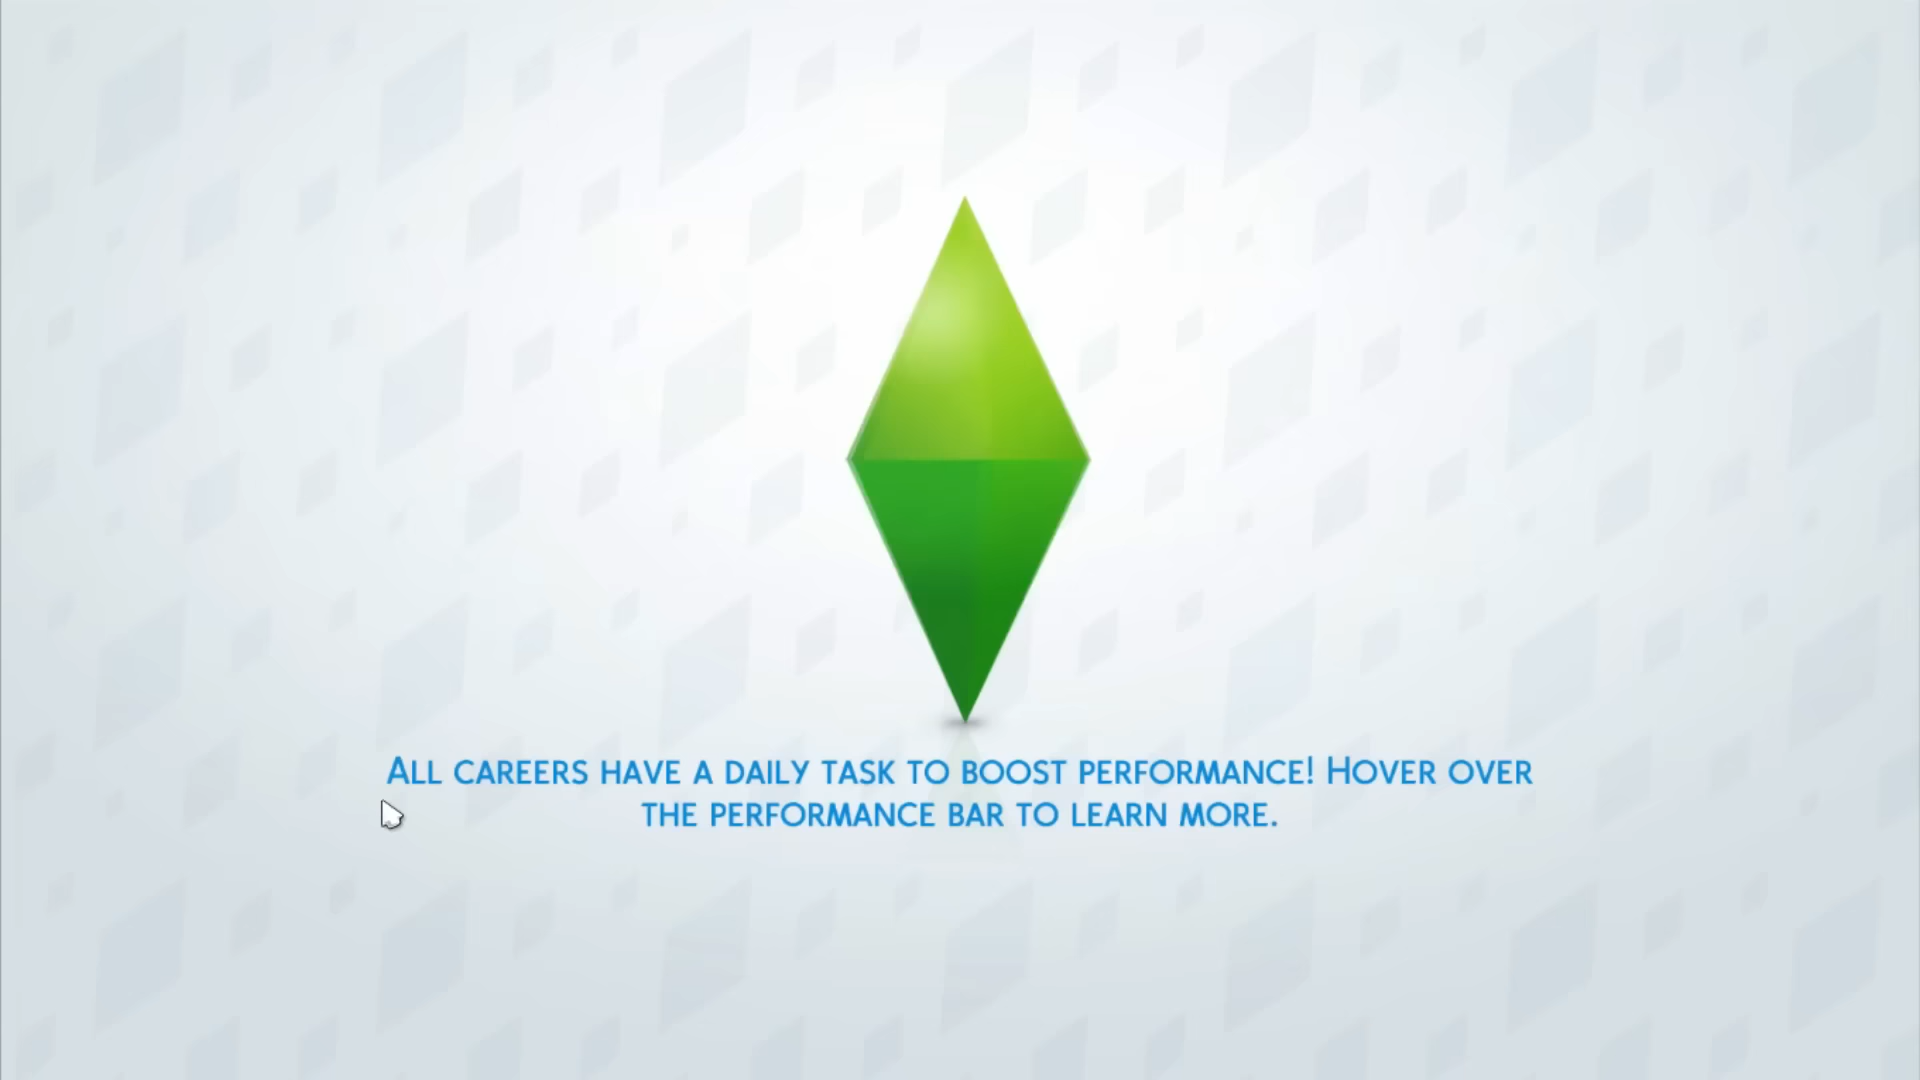 All careers have a daily task to boost performance! Hover over
the performance bar to learn more.